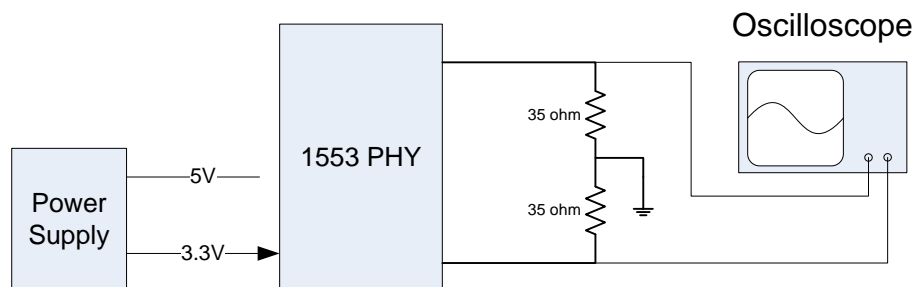 Oscilloscope
35 ohm
1553 PHY
5V
Power
Supply
35 ohm
3.3V